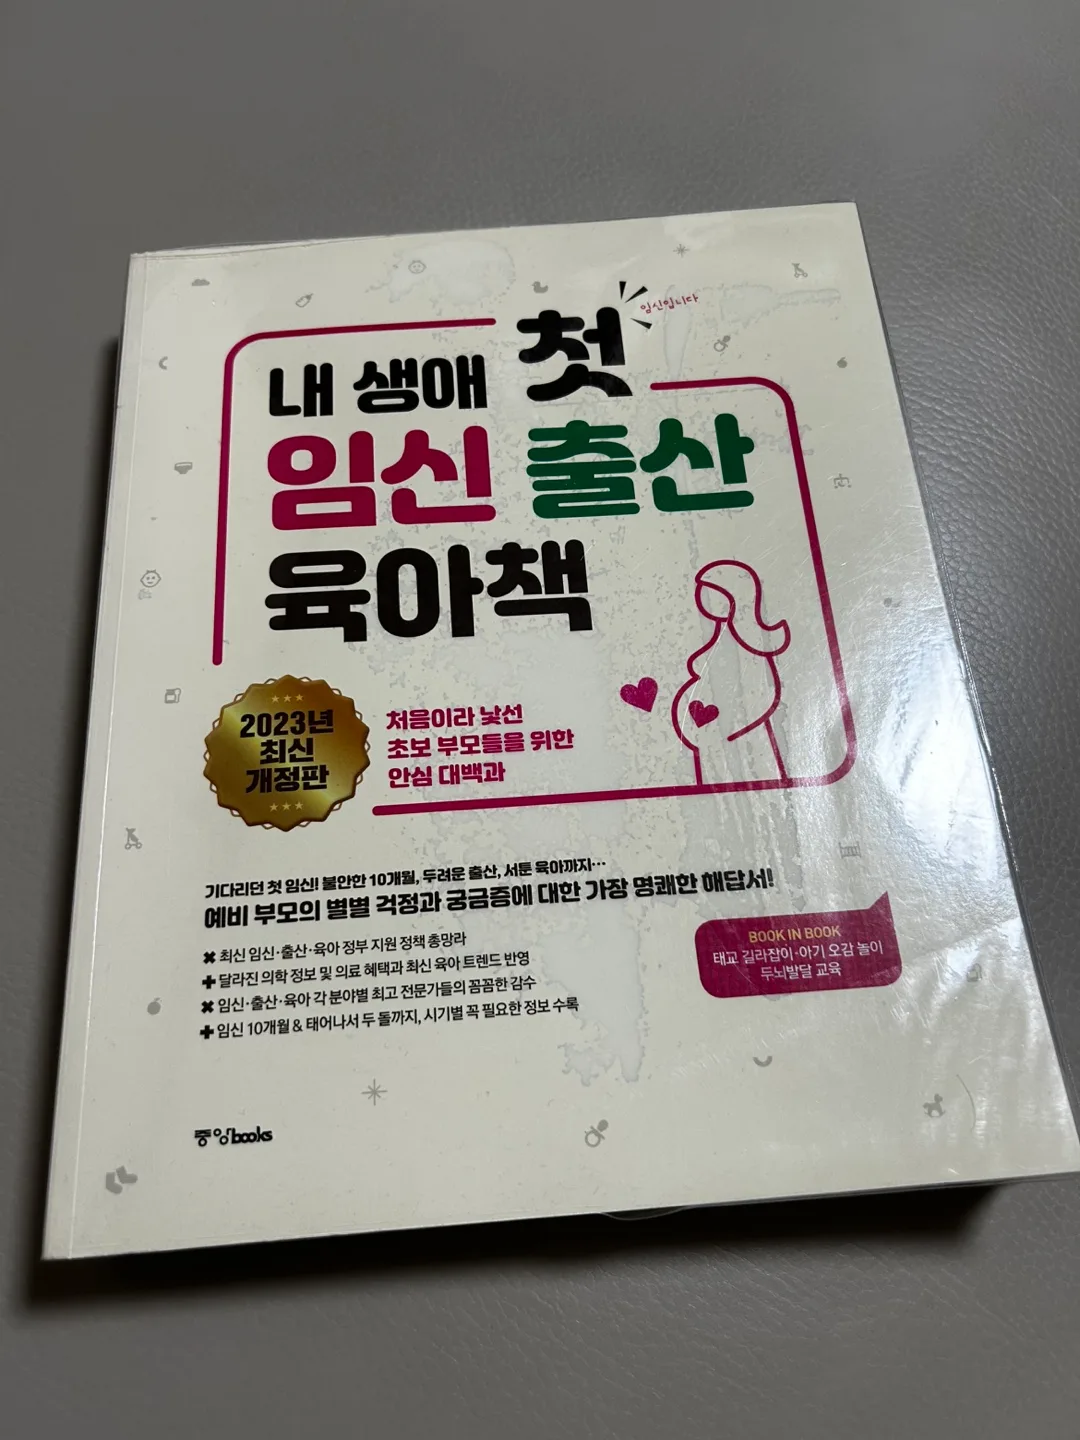 임신입니다
내 생애 첫
임신 출산
육아책
2023년
최신
개정판
처음이라 낯선
초보 부모들을 위한
안심 대백과
기다리던 첫 임신! 불안한 10개월, 두려운 출산, 서툰 육아까지…
예비 부모의 별별 걱정과 궁금증에 대한 가장 명쾌한 해답서!
최신 임신·출산·육아 정부 지원 정책 총망라
달라진 의학 정보 및 의료 혜택과 최신 육아 트렌드 반영
임신·출산·육아 각 분야별 최고 전문가들의 꼼꼼한 감수
임신 10개월 & 태어나서 두 돌까지, 시기별 꼭 필요한 정보 수록
BOOK IN BOOK
태교 길라잡이·아기 오감 놀이
두뇌발달 교육
중앙books